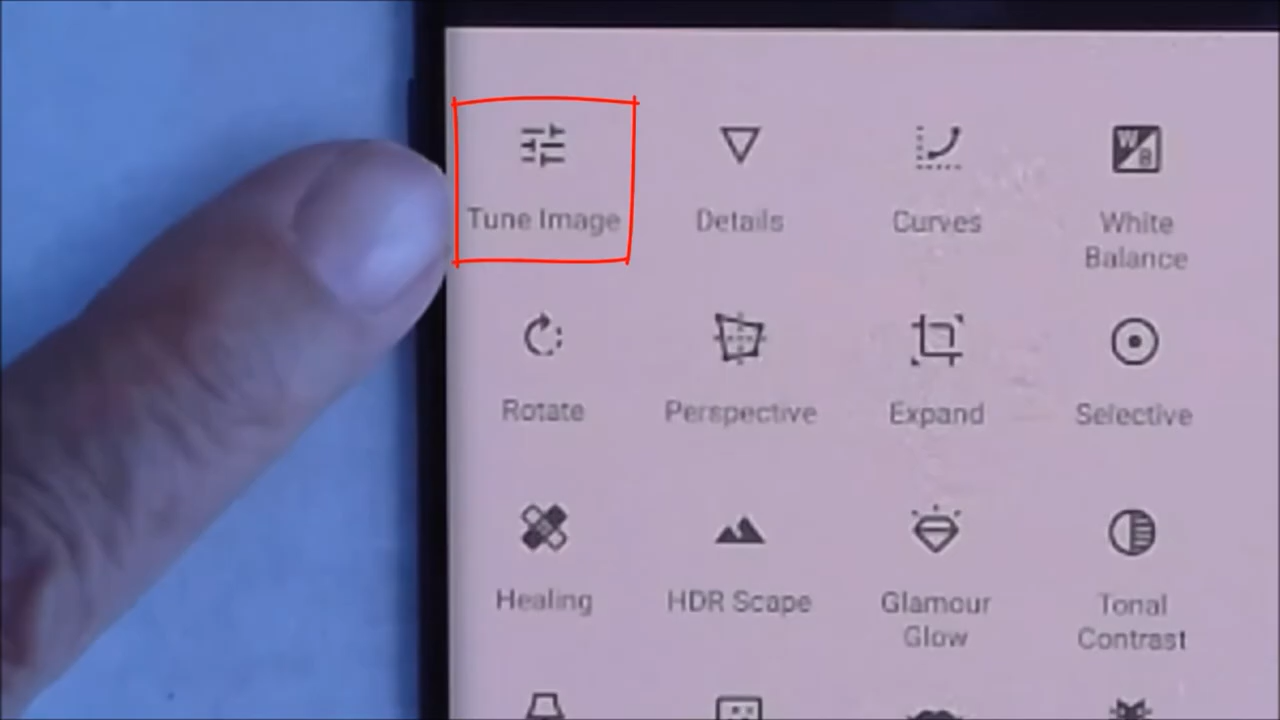 Tune Image
Details
Curves
White
Balance
Rotate
Perspective
Expand
Selective
Healing
HDR Scape
Glamour
Glow
Tonal
Contrast